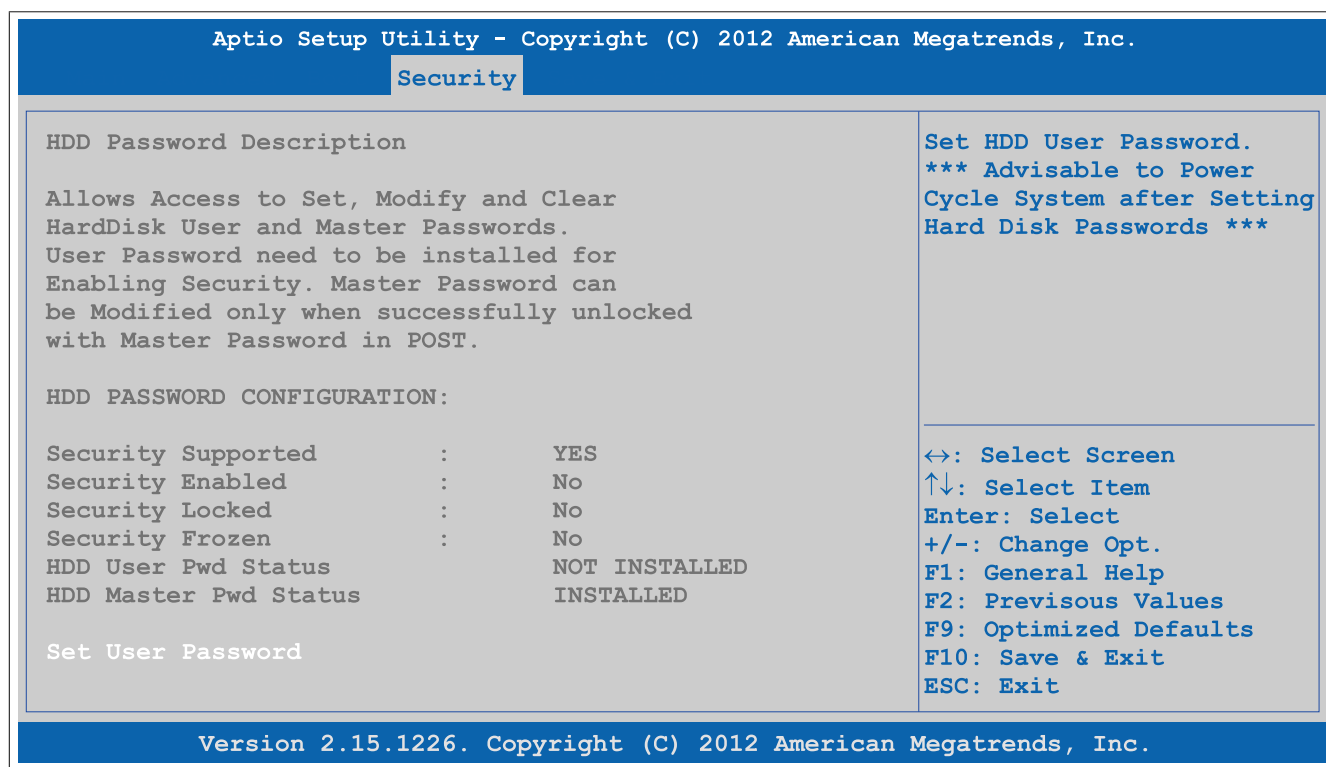 Aptio Setup Utility - Copyright (C) 2012 American Megatrends, Inc.
Security
HDD Password Description
Allows Access to Set, Modify and Clear
HardDisk User and Master Passwords.
User Password need to be installed for
Enabling Security. Master Password can
be Modified only when successfully unlocked
with Master Password in POST.
HDD PASSWORD CONFIGURATION:
Security Supported : YES
Security Enabled : No
Security Locked : No
Security Frozen : No
HDD User Pwd Status NOT INSTALLED
HDD Master Pwd Status INSTALLED
Set User Password
Set HDD User Password.
*** Advisable to Power
Cycle System after Setting
Hard Disk Passwords ***
↔: Select Screen
↑↓: Select Item
Enter: Select
+/-: Change Opt.
F1: General Help
F2: Previsous Values
F9: Optimized Defaults
F10: Save & Exit
ESC: Exit
Version 2.15.1226. Copyright (C) 2012 American Megatrends, Inc.